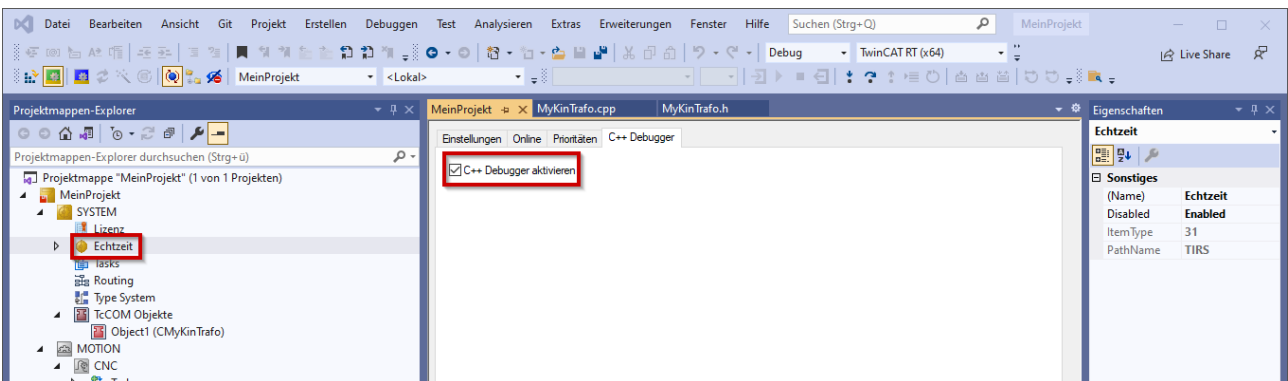 Datei Bearbeiten Ansicht Git Projekt Erstellen Debuggen Test Analysieren Extras Erweiterungen Fenster Hilfe Suchen (Strg+Q) MeinProjekt
Debug TwinCAT RT (x64) Live Share
MeinProjekt <Lokal>
Projektmappen-Explorer
Projektmappen-Explorer durchsuchen (Strg+ü)
Projektmappe "MeinProjekt" (1 von 1 Projekten)
MeinProjekt
SYSTEM
Lizenz
Echtzeit
Tasks
Routing
Type System
TcCOM Objekte
Object1 (CMyKinTrafo)
MOTION
CNC
MeinProjekt MyKinTrafo.cpp MyKinTrafo.h
Einstellungen Online Prioritäten C++ Debugger
C++ Debugger aktivieren
Eigenschaften
Echtzeit
Sonstiges
(Name) Echtzeit
Disabled Enabled
ItemType 31
PathName TIRS